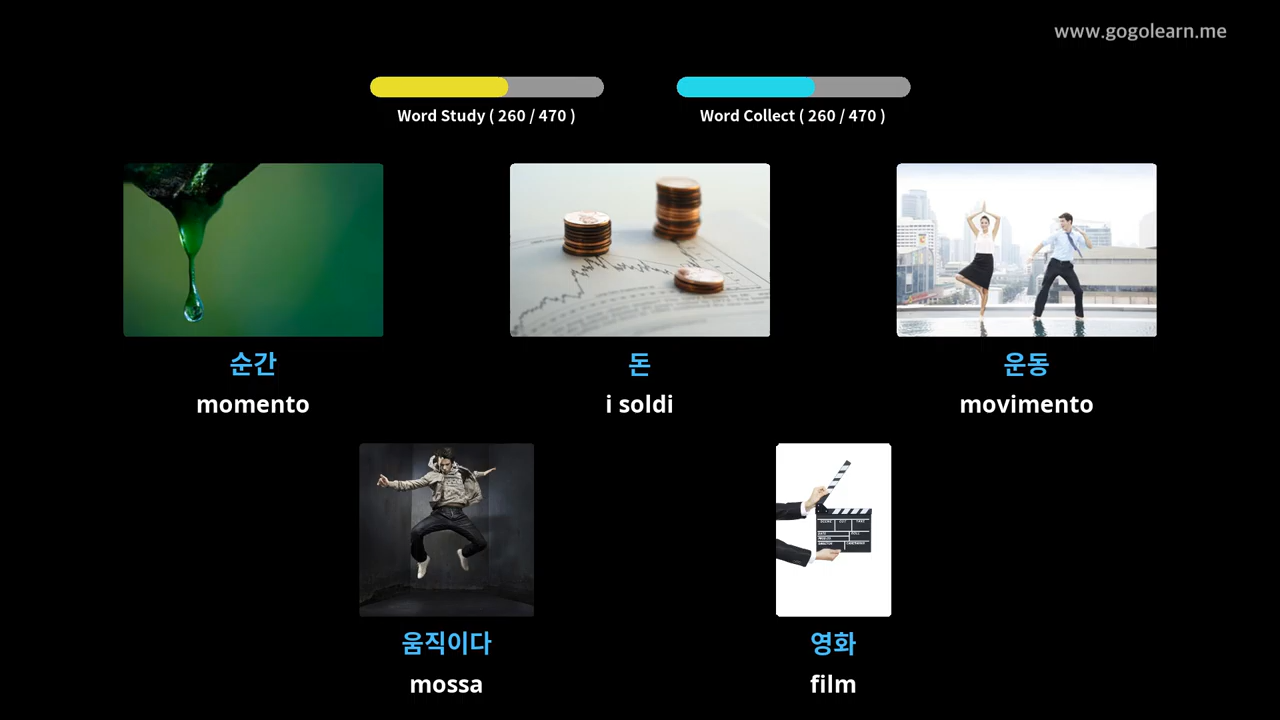 www.gogolearn.me
Word Study ( 260 / 470 )
Word Collect ( 260 / 470 )
순간
momento
돈
i soldi
운동
movimento
움직이다
mossa
영화
film